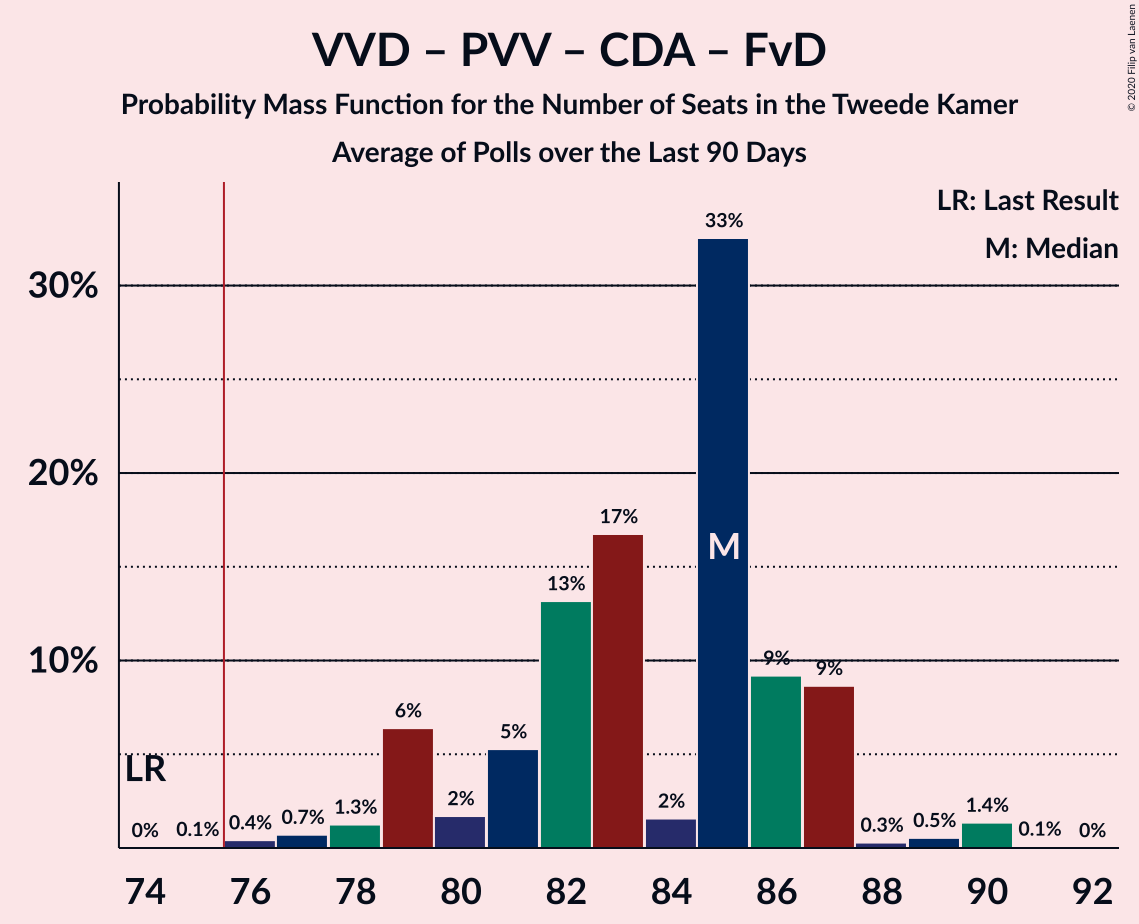 VVD – PVV – CDA – FvD
Probability Mass Function for the Number of Seats in the Tweede Kamer
Average of Polls over the Last 90 Days
© 2020 Filip van Laenen
LR: Last Result
M: Median
30%
20%
10%
33%
M
17%
13%
9%
9%
6%
5%
LR
0%
0.1%
0.4%
0.7%
1.3%
2%
2%
0.3%
0.5%
1.4%
0.1%
0%
74 76 78 80 82 84 86 88 90 92